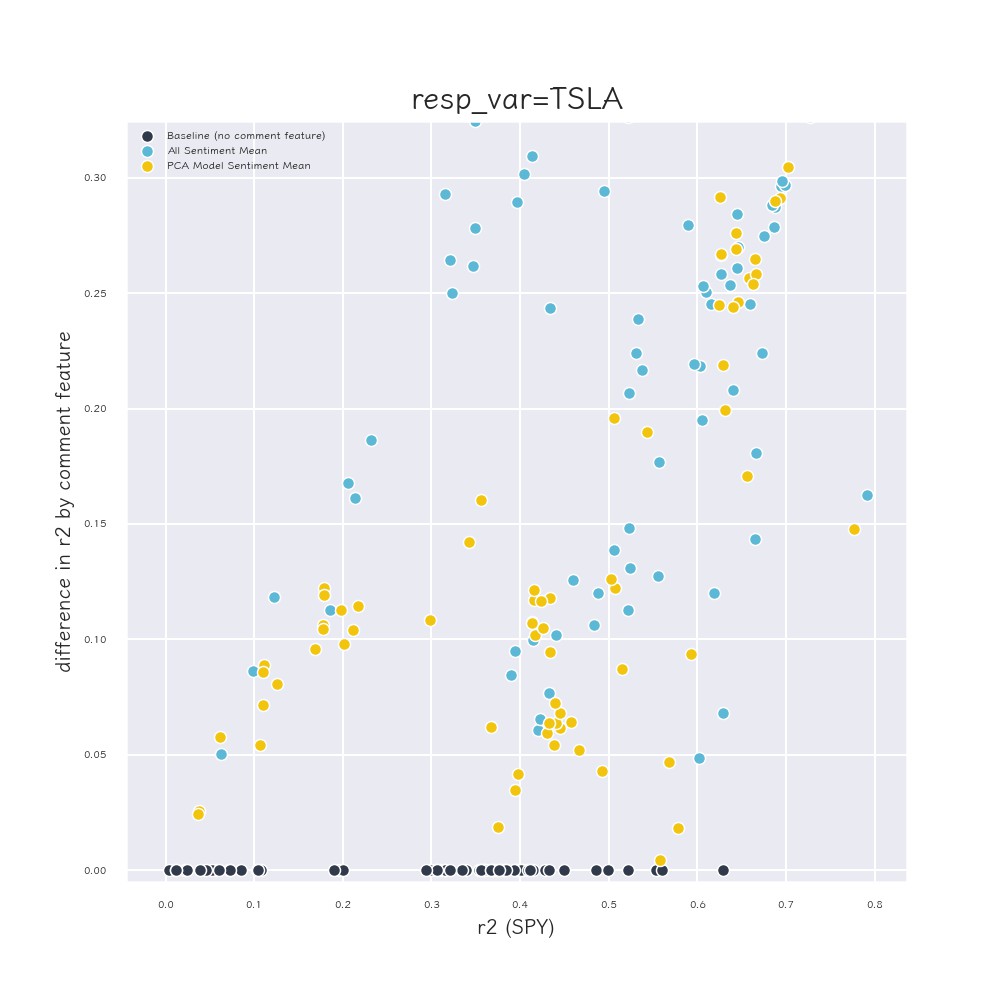 resp_var=TSLA
Baseline (no comment feature)
All Sentiment Mean
PCA Model Sentiment Mean
difference in r2 by comment feature
0.30
0.25
0.20
0.15
0.10
0.05
0.00
0.0 0.1 0.2 0.3 0.4 0.5 0.6 0.7 0.8
r2 (SPY)